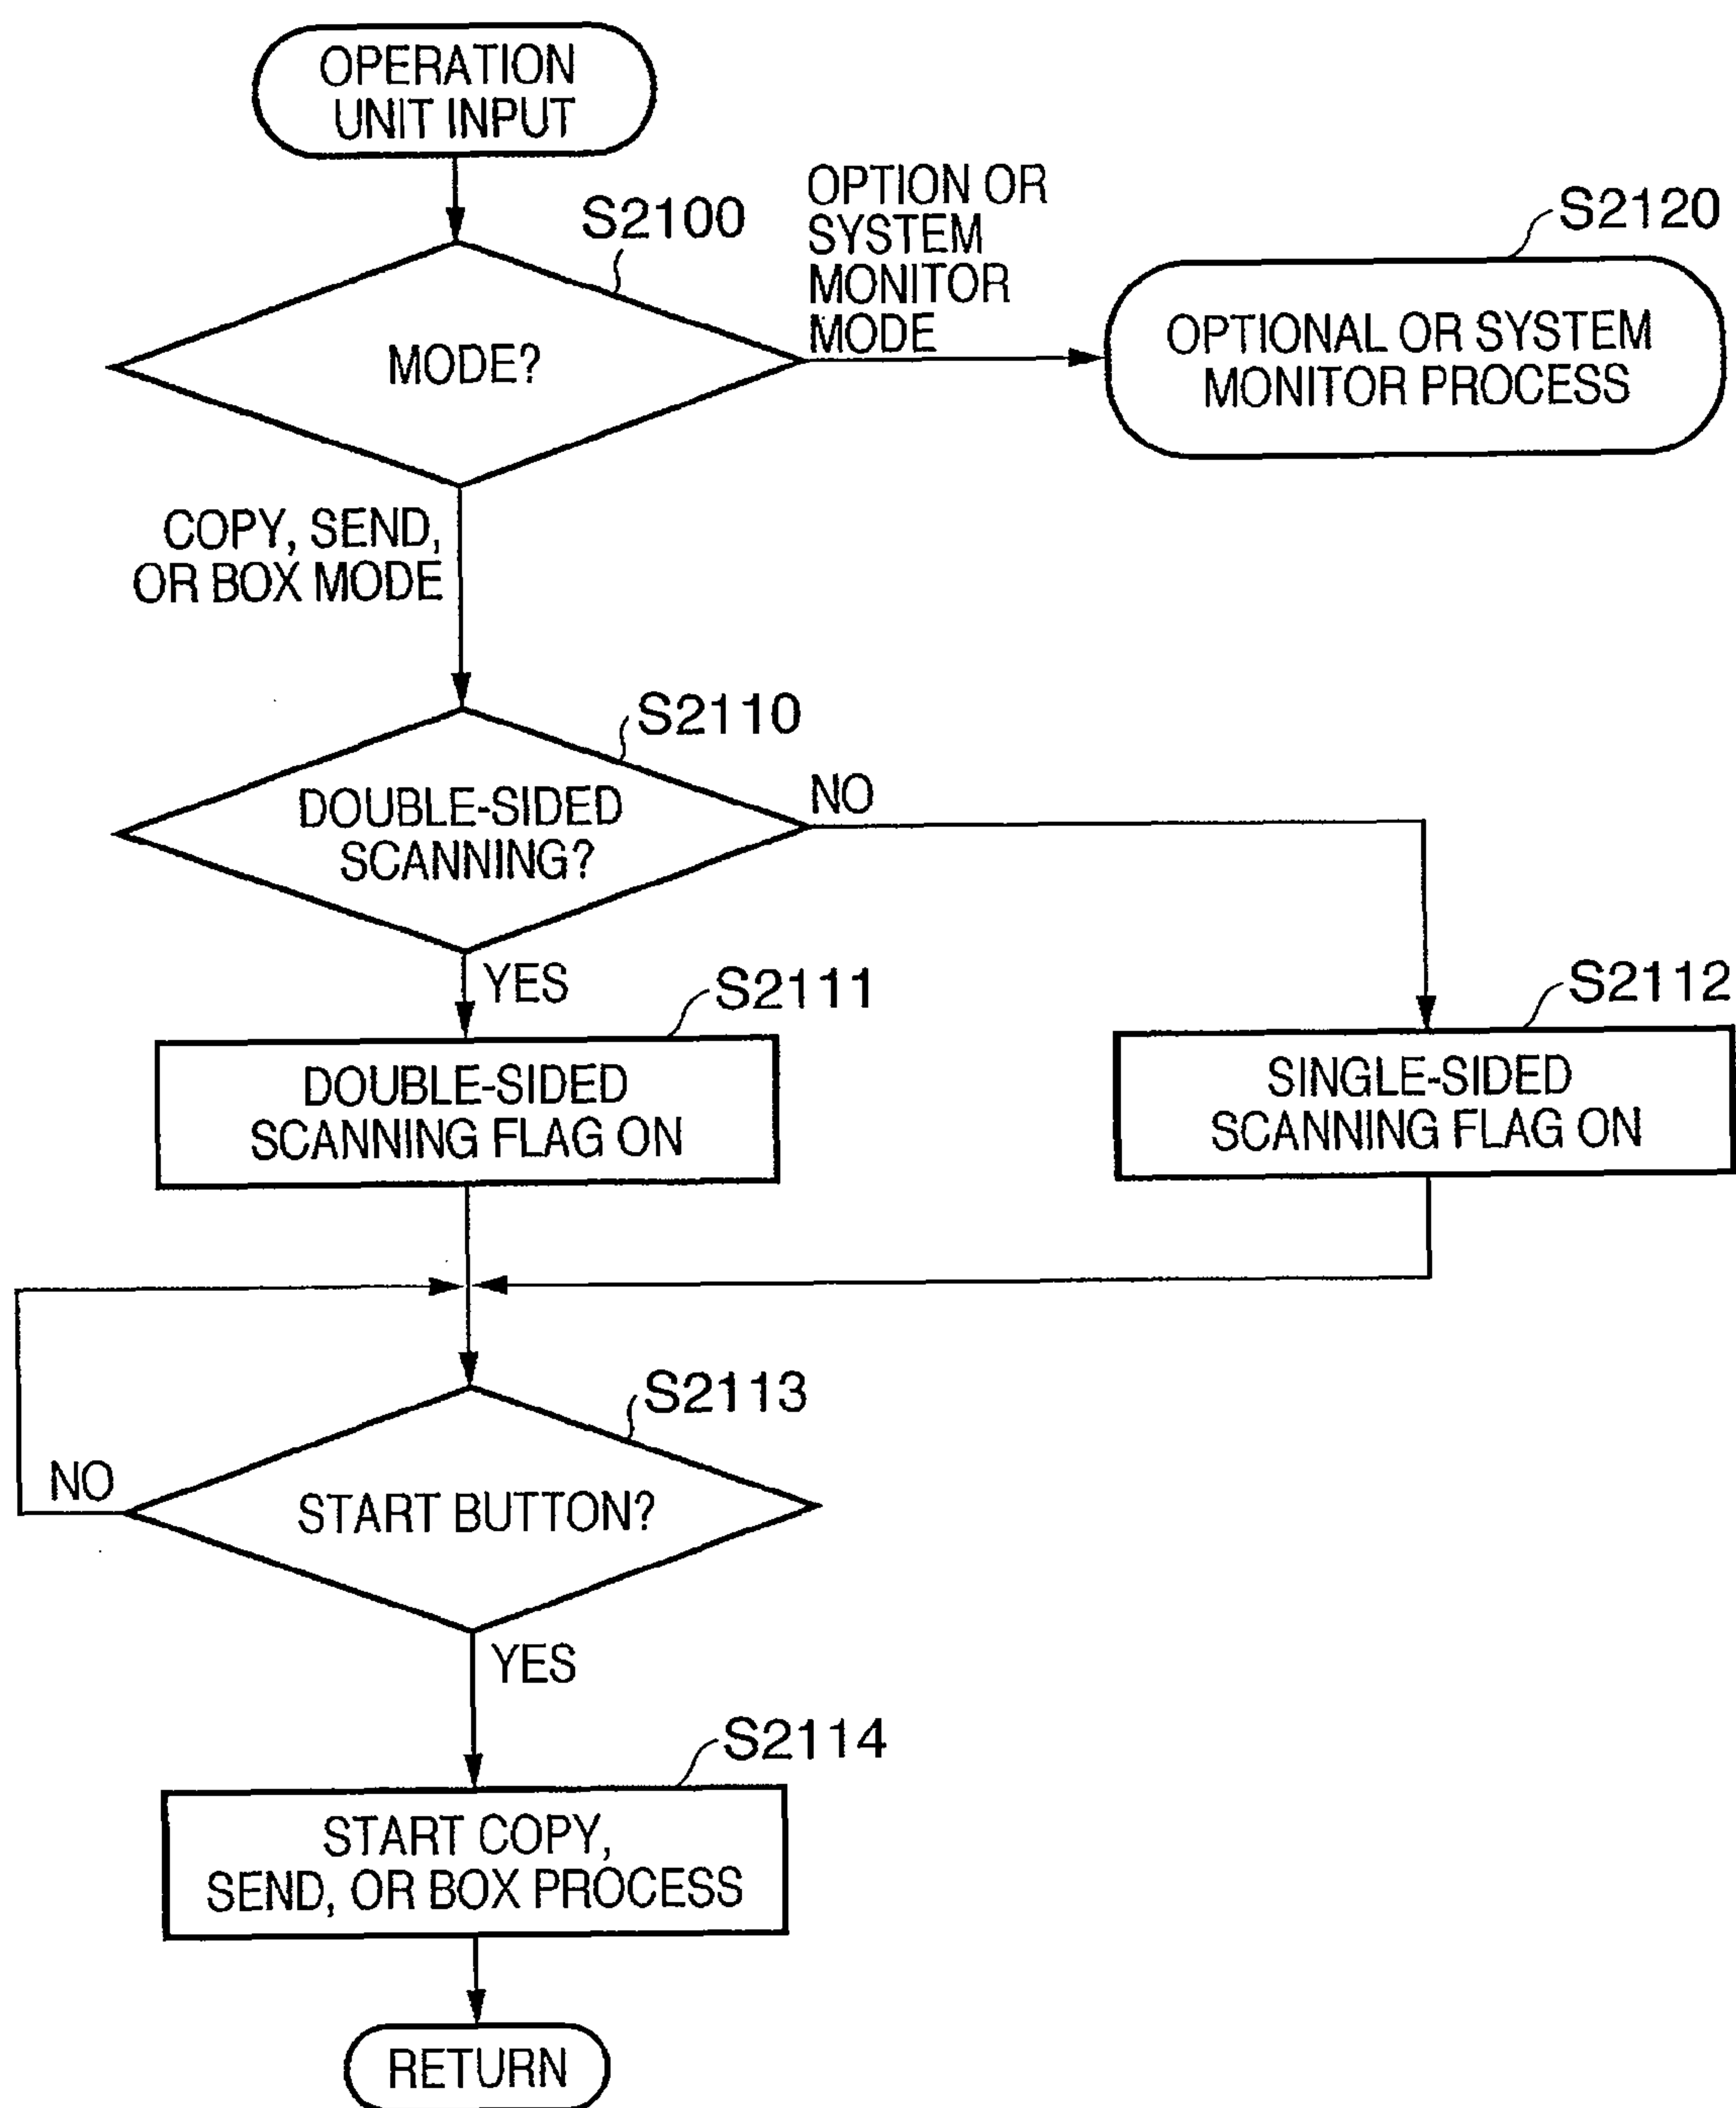 OPERATION
UNIT INPUT
S2100
OPTION OR
SYSTEM
MONITOR
MODE
S2120
MODE?
OPTIONAL OR SYSTEM
MONITOR PROCESS
COPY, SEND,
OR BOX MODE
S2110
DOUBLE-SIDED
SCANNING?
NO
YES
S2111
S2112
DOUBLE-SIDED
SCANNING FLAG ON
SINGLE-SIDED
SCANNING FLAG ON
S2113
NO
START BUTTON?
YES
S2114
START COPY,
SEND, OR BOX PROCESS
RETURN